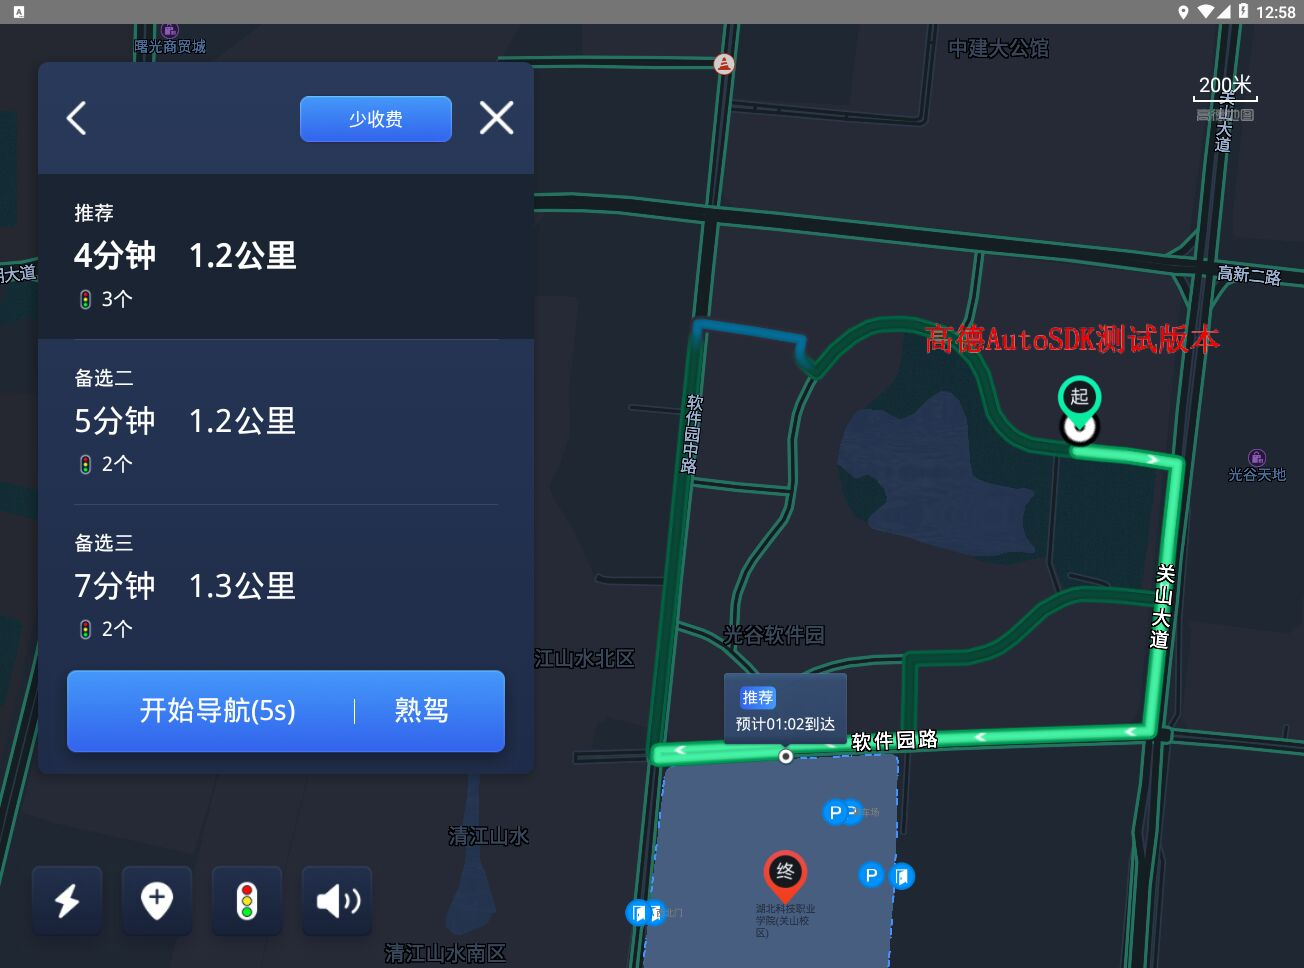 12:58
曙光商贸城
中建大公馆
200米
高德地图
关山大道
少收费
推荐
4分钟 1.2公里
3个
备选二
5分钟 1.2公里
2个
备选三
7分钟 1.3公里
2个
开始导航(5s) 熟驾
大道
高新二路
高德AutoSDK测试版本
起
软件园中路
光谷天地
关山大道
光谷软件园
江山水北区
推荐
预计01:02到达
软件园路
P
P
车场
终
P
湖北科技职业
学院(关山校
区)
北门
清江山水
清江山水南区